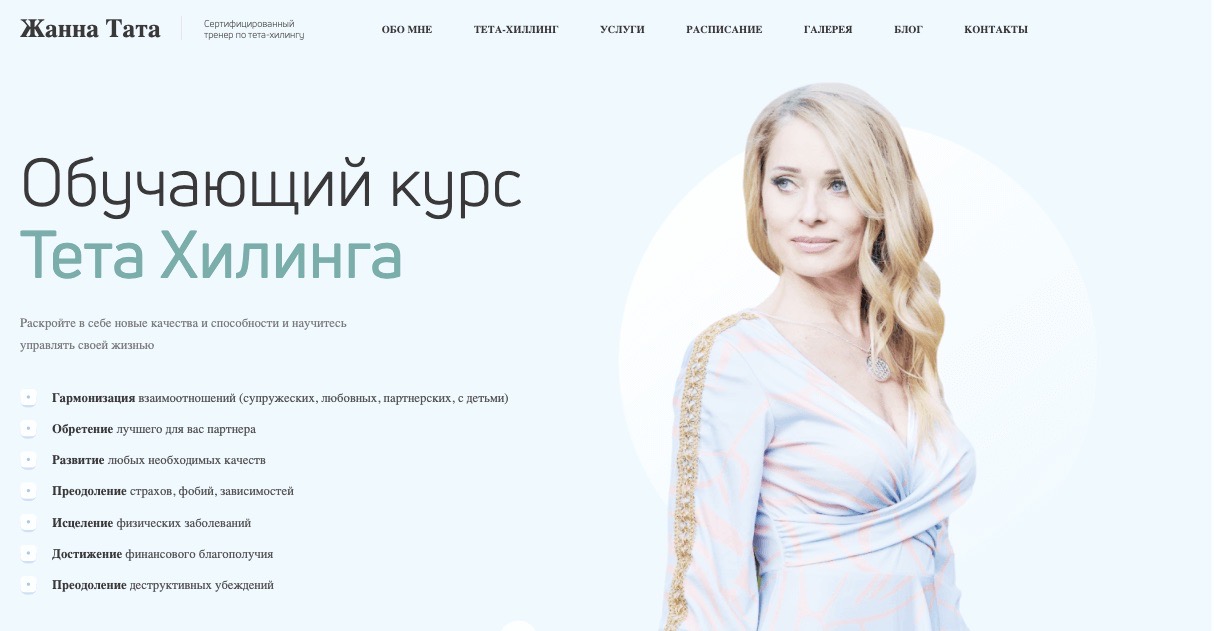 Жанна Тата
Сертифицированный
тренер по тета-хилингу
ОБО МНЕ
ТЕТА-ХИЛЛИНГ
УСЛУГИ
РАСПИСАНИЕ
ГАЛЕРЕЯ
БЛОГ
КОНТАКТЫ
Обучающий курс
Тета Хилинга
Раскройте в себе новые качества и способности и научитесь
управлять своей жизнью
Гармонизация взаимоотношений (супружеских, любовных, партнерских, с детьми)
Обретение лучшего для вас партнера
Развитие любых необходимых качеств
Преодоление страхов, фобий, зависимостей
Исцеление физических заболеваний
Достижение финансового благополучия
Преодоление деструктивных убеждений